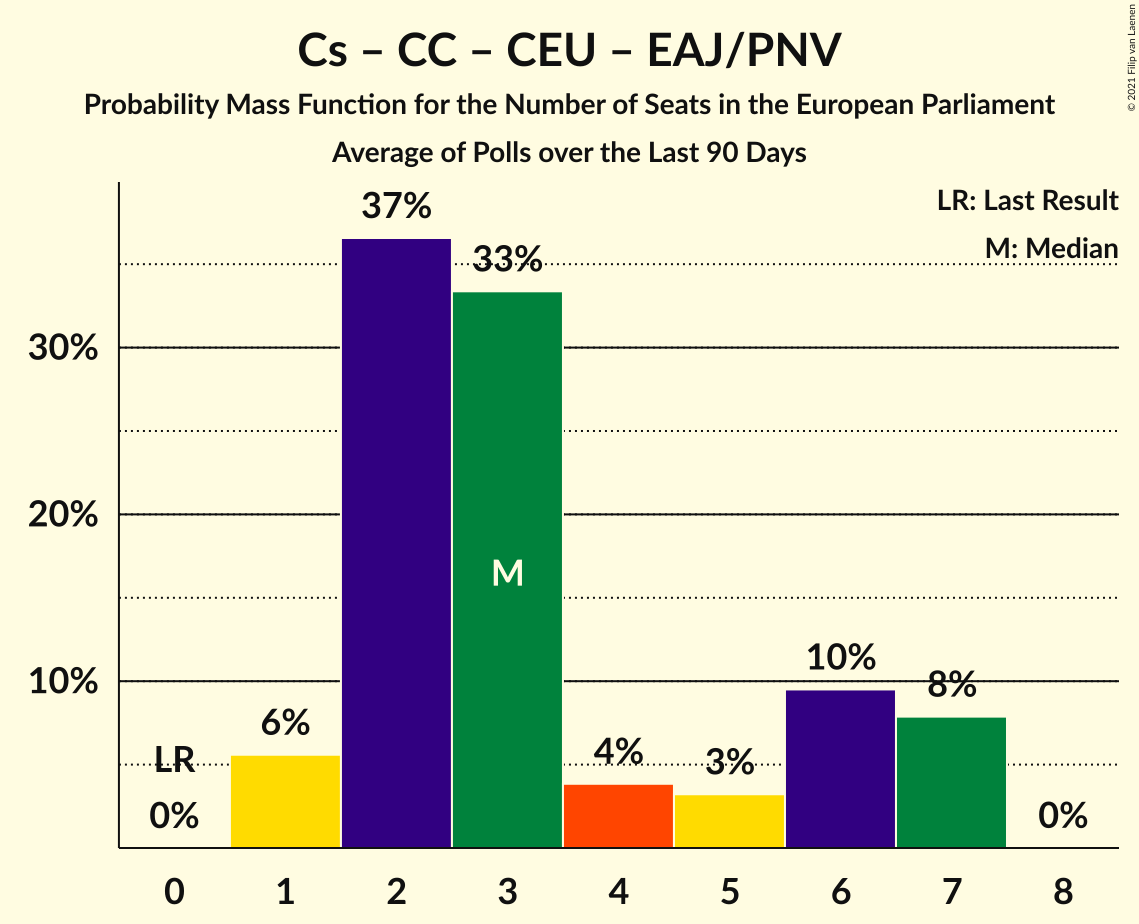 Cs – CC – CEU – EAJ/PNV
Probability Mass Function for the Number of Seats in the European Parliament
Average of Polls over the Last 90 Days
© 2021 Filip van Laenen
LR: Last Result
M: Median
37%
33%
30%
20%
M
10%
10%
8%
6%
LR
4%
3%
0%
0%
0 1 2 3 4 5 6 7 8